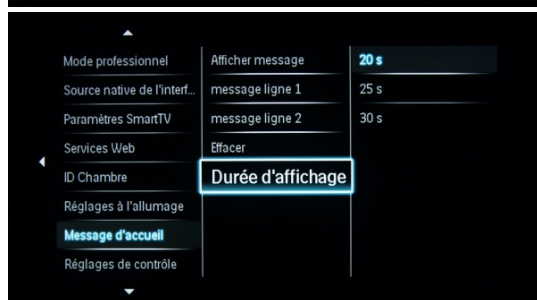 Mode professionnel
Source native de l'interf...
Paramètres SmartTV
Services Web
ID Chambre
Réglages à l'allumage
Message d'accueil
Réglages de contrôle
Afficher message
message ligne 1
message ligne 2
Effacer
Durée d'affichage
20 s
25 s
30 s